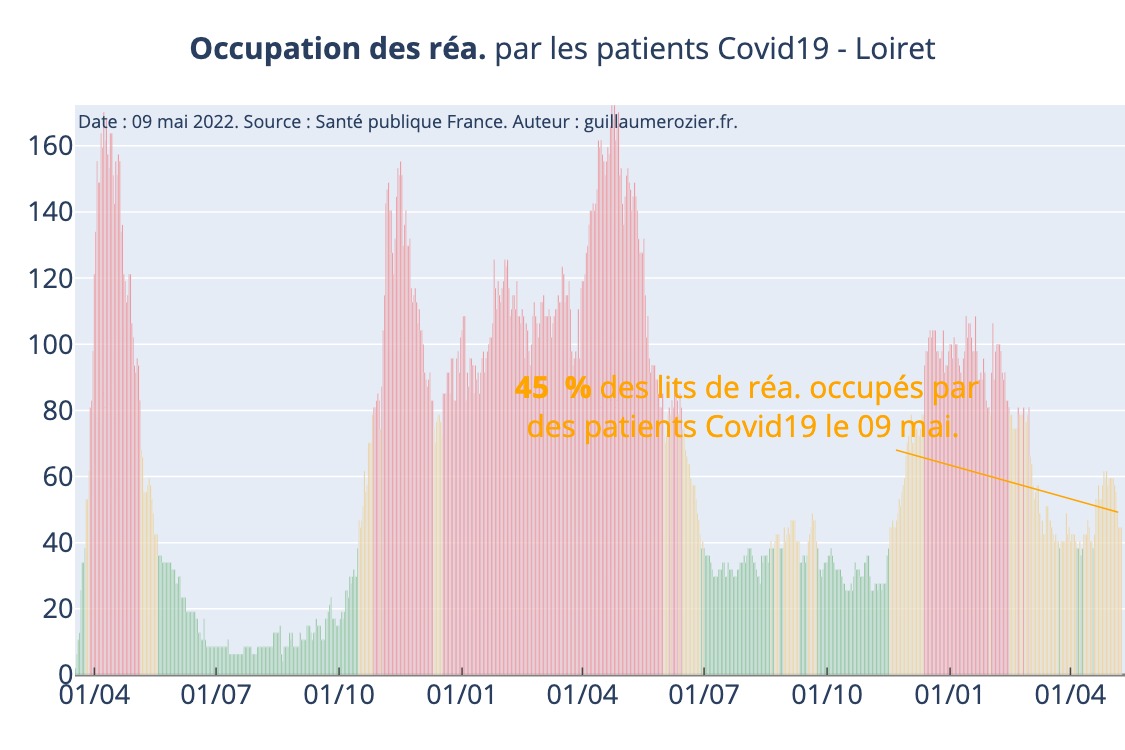 Occupation des réa. par les patients Covid19 - Loiret
Date : 09 mai 2022. Source : Santé publique France. Auteur : guillaumerozier.fr.
160
140
120
100
80
60
40
20
0
45 % des lits de réa. occupés par
des patients Covid19 le 09 mai.
01/04 01/07 01/10 01/01 01/04 01/07 01/10 01/01 01/04